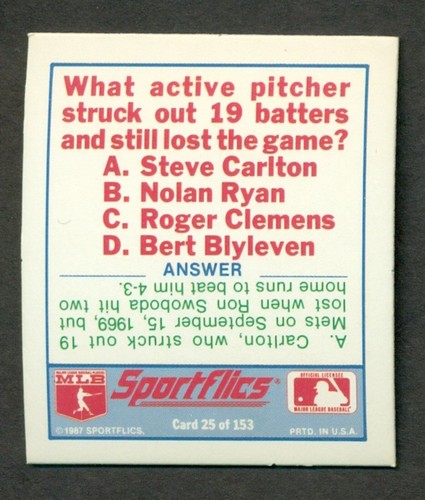 What active pitcher
struck out 19 batters
and still lost the game?
A. Steve Carlton
B. Nolan Ryan
C. Roger Clemens
D. Bert Blyleven
ANSWER
A. Carlton, who struck out 19
Mets on September 15, 1969, but
lost when Ron Swoboda hit two
home runs to beat him 4-3.
MLB
Sportflics®
OFFICIAL LICENSEE
MAJOR LEAGUE BASEBALL
©1987 SPORTFLICS.
Card 25 of 153
PRTD. IN U.S.A.